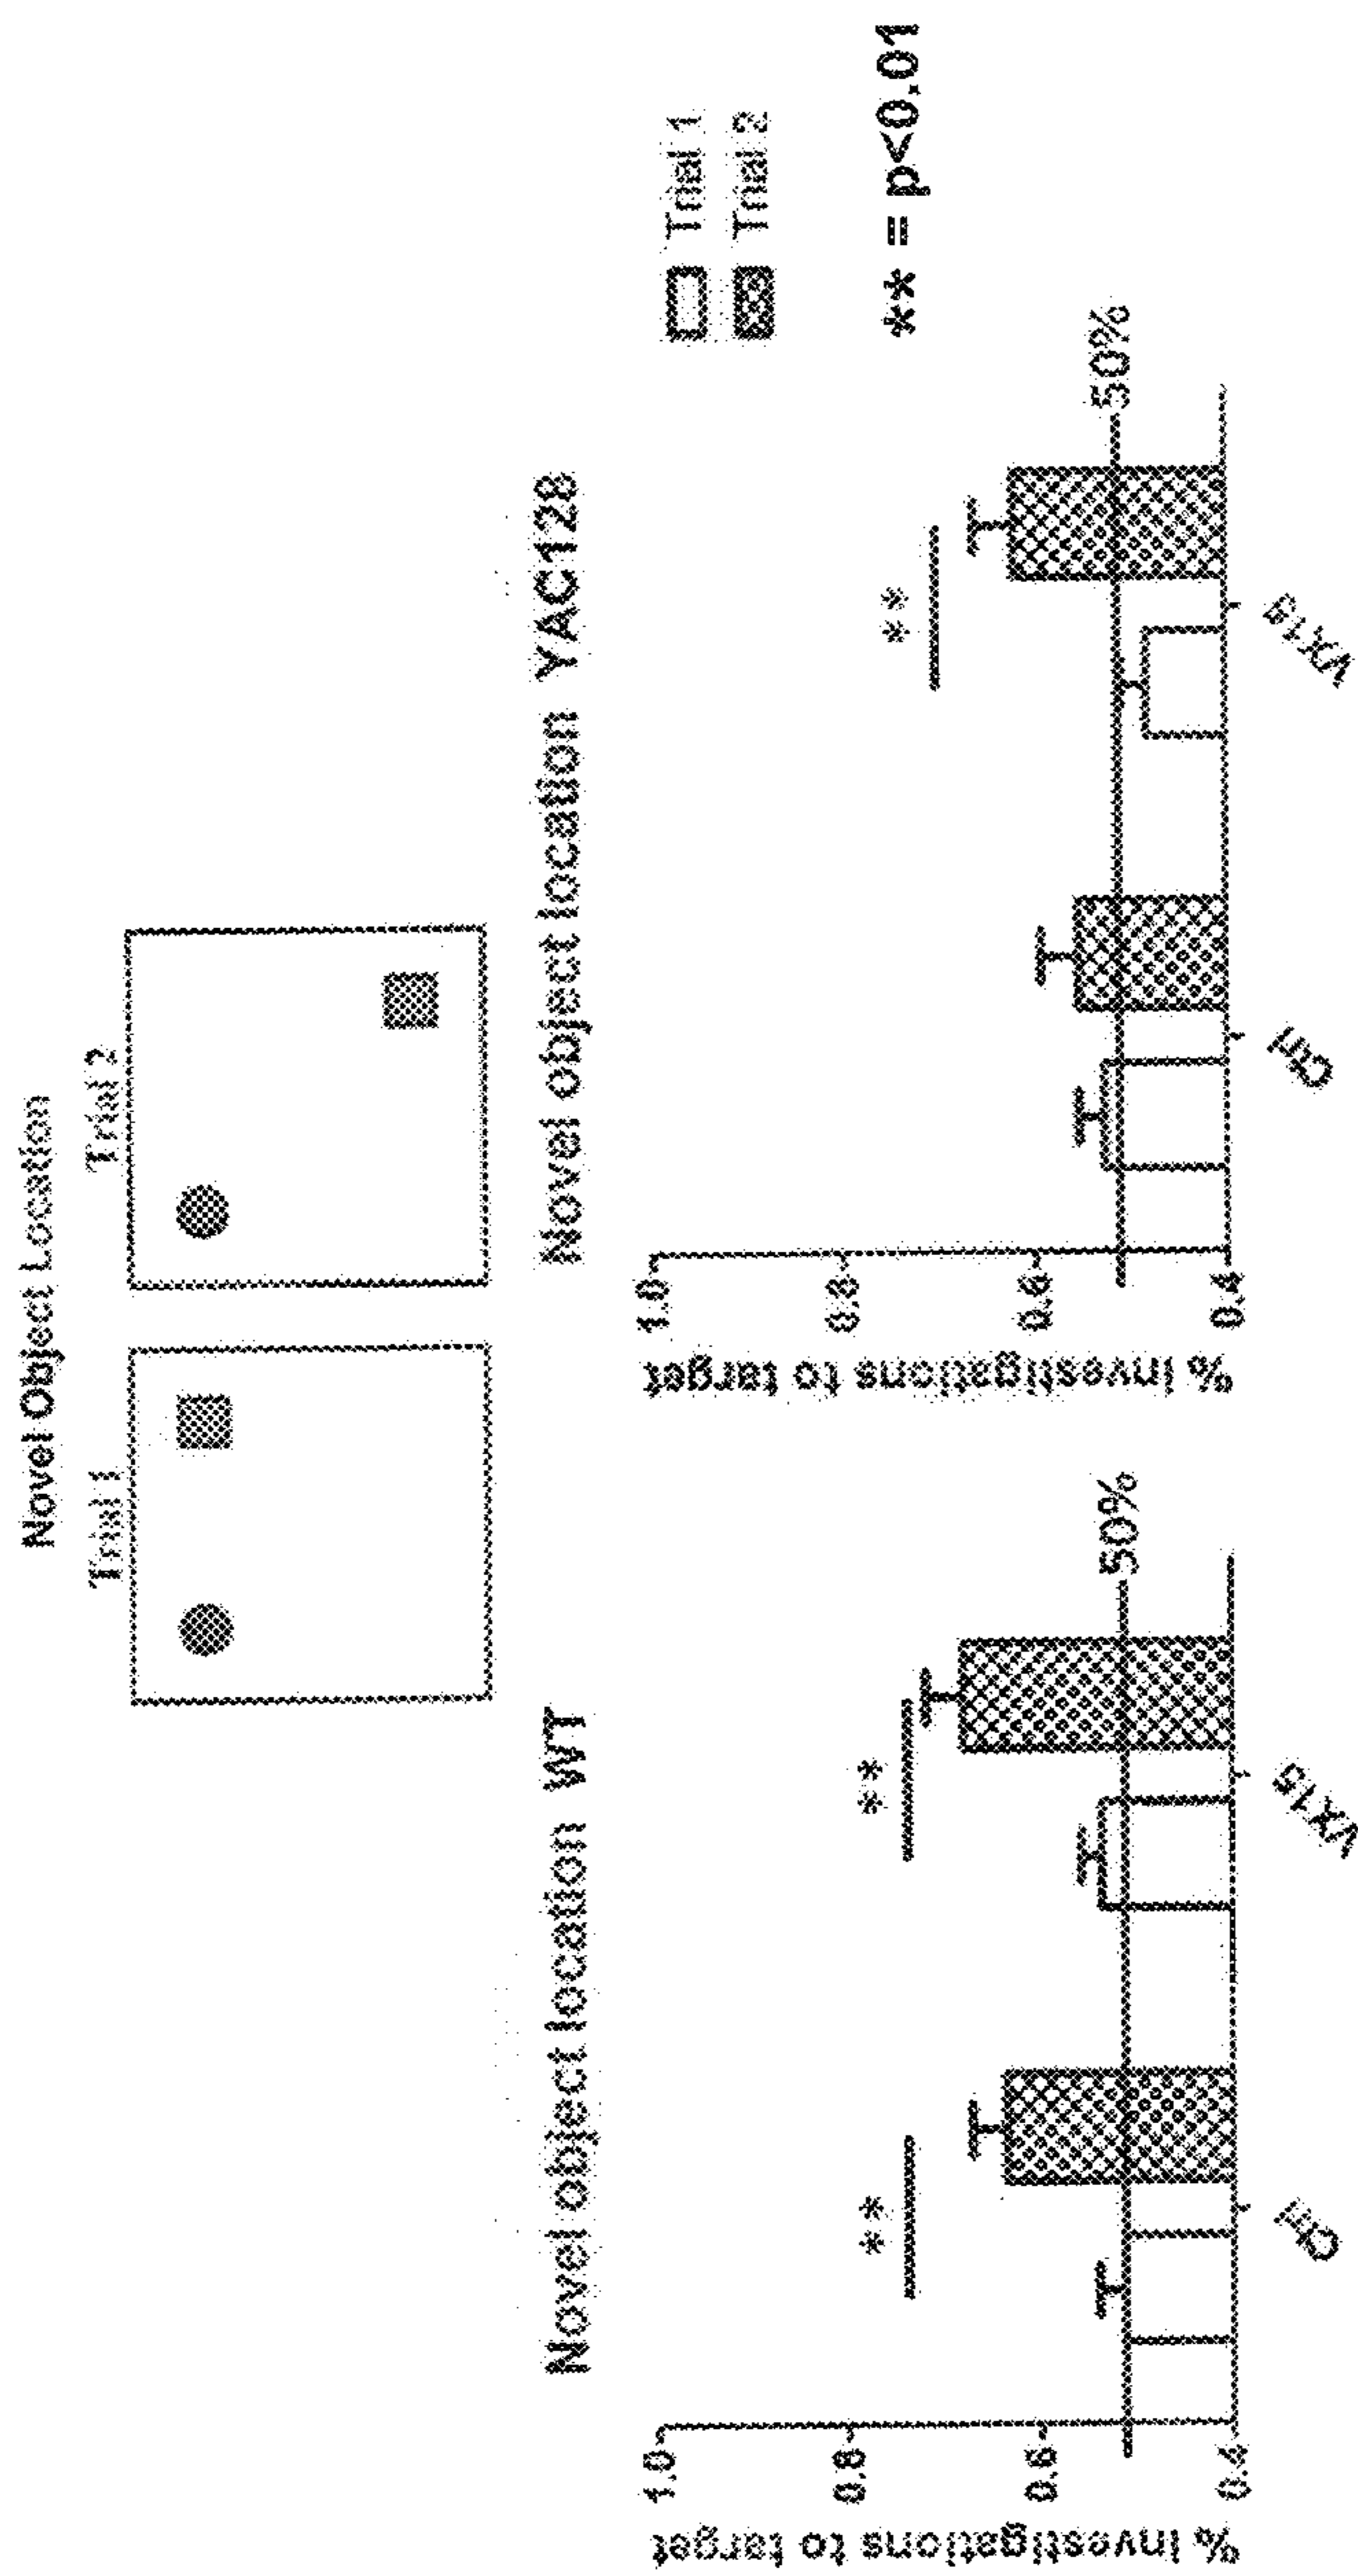 Novel Object Location
Trial 1
Trial 2
Novel object location WT
% investigations to target
1.0
0.8
0.6
0.4
50%
Ctrl
VX15
**
**
Novel object location YAC128
% investigations to target
1.0
0.8
0.6
0.4
50%
Ctrl
VX15
**
Trial 1
Trial 2
** = p<0.01